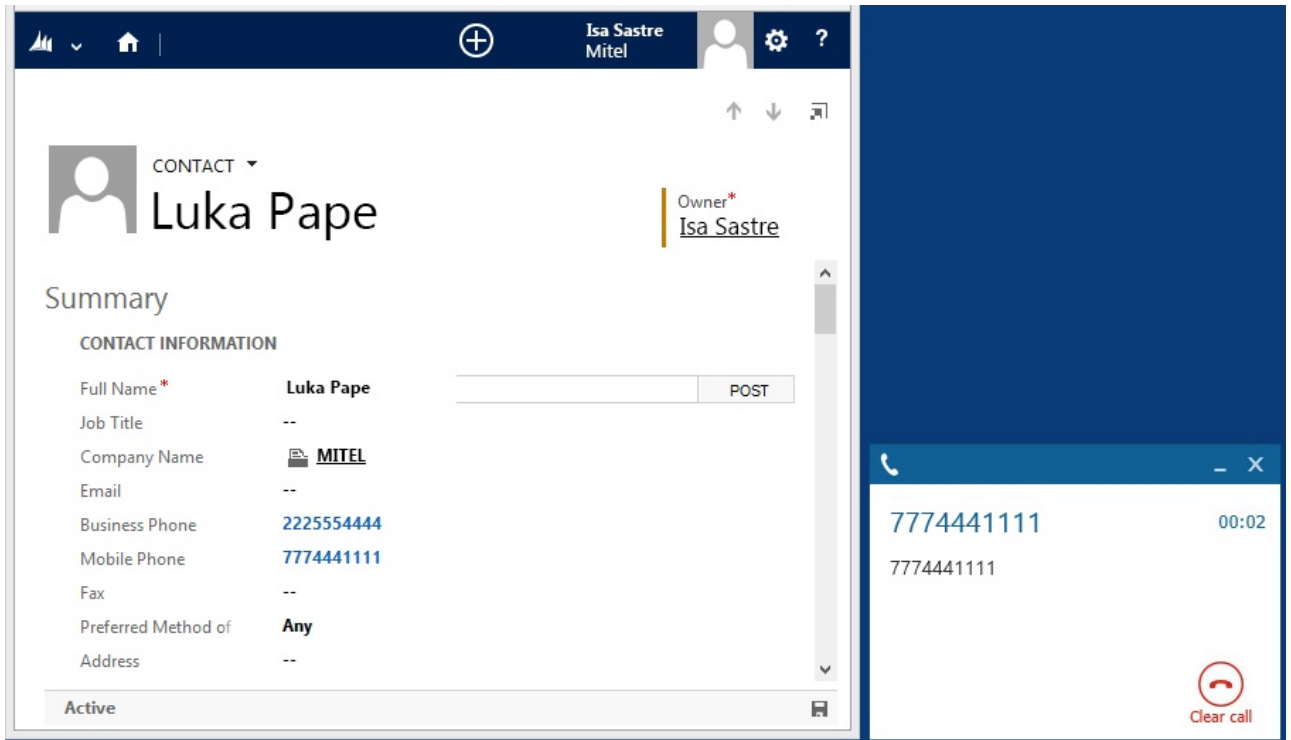 Isa Sastre
Mitel
?
CONTACT
Luka Pape
Owner*
Isa Sastre
Summary
CONTACT INFORMATION
Full Name* Luka Pape POST
Job Title --
Company Name MITEL
Email --
Business Phone 2225554444
Mobile Phone 7774441111
Fax --
Preferred Method of Any
Address --
Active
7774441111 00:02
7774441111
Clear call